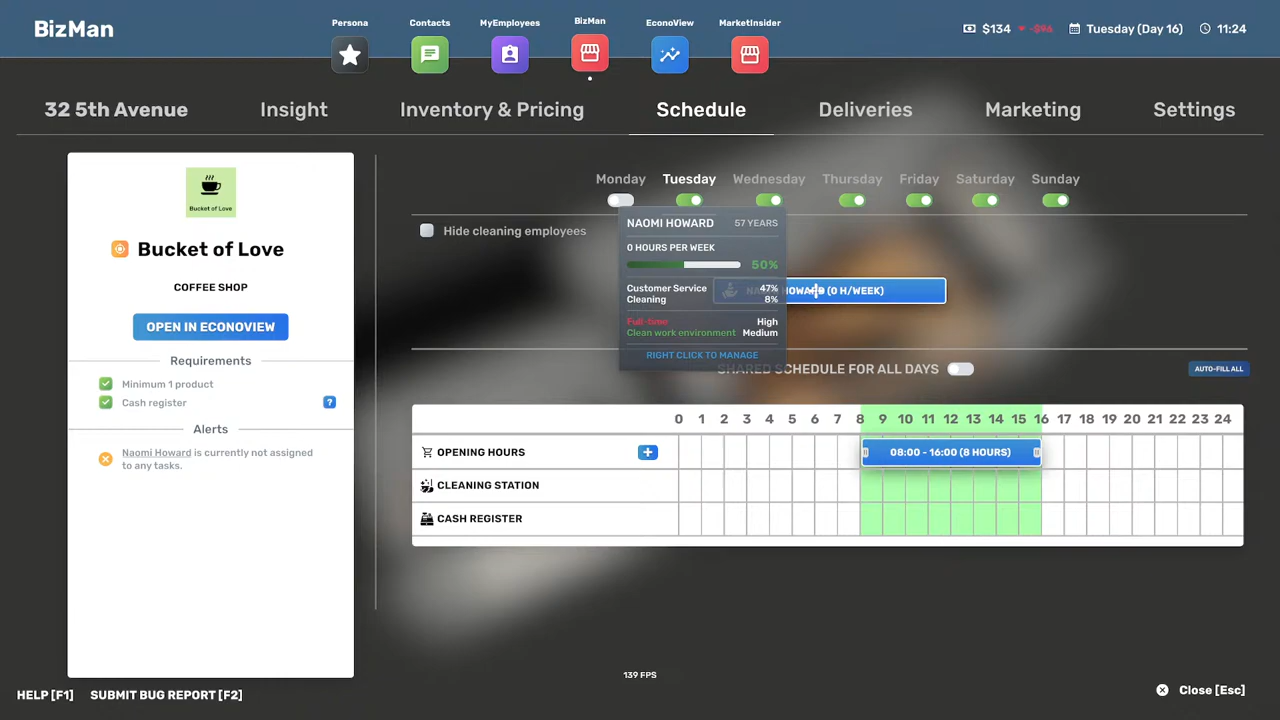 BizMan
Persona
Contacts
MyEmployees
BizMan
EconoView
MarketInsider
$134 -$96
Tuesday (Day 16)
11:24
32 5th Avenue
Insight
Inventory & Pricing
Schedule
Deliveries
Marketing
Settings
Bucket of Love
Bucket of Love
COFFEE SHOP
OPEN IN ECONOVIEW
Requirements
Minimum 1 product
Cash register
?
Alerts
Naomi Howard is currently not assigned
to any tasks.
Monday Tuesday Wednesday Thursday Friday Saturday Sunday
Hide cleaning employees
NAOMI HOWARD 57 YEARS
0 HOURS PER WEEK
50%
Customer Service 47%
Cleaning 8%
Full-time High
Clean work environment Medium
RIGHT CLICK TO MANAGE
NAOMI HOWARD (0 H/WEEK)
SHARED SCHEDULE FOR ALL DAYS
AUTO-FILL ALL
0 1 2 3 4 5 6 7 8 9 10 11 12 13 14 15 16 17 18 19 20 21 22 23 24
OPENING HOURS
08:00 - 16:00 (8 HOURS)
CLEANING STATION
CASH REGISTER
139 FPS
HELP [F1]
SUBMIT BUG REPORT [F2]
Close [Esc]